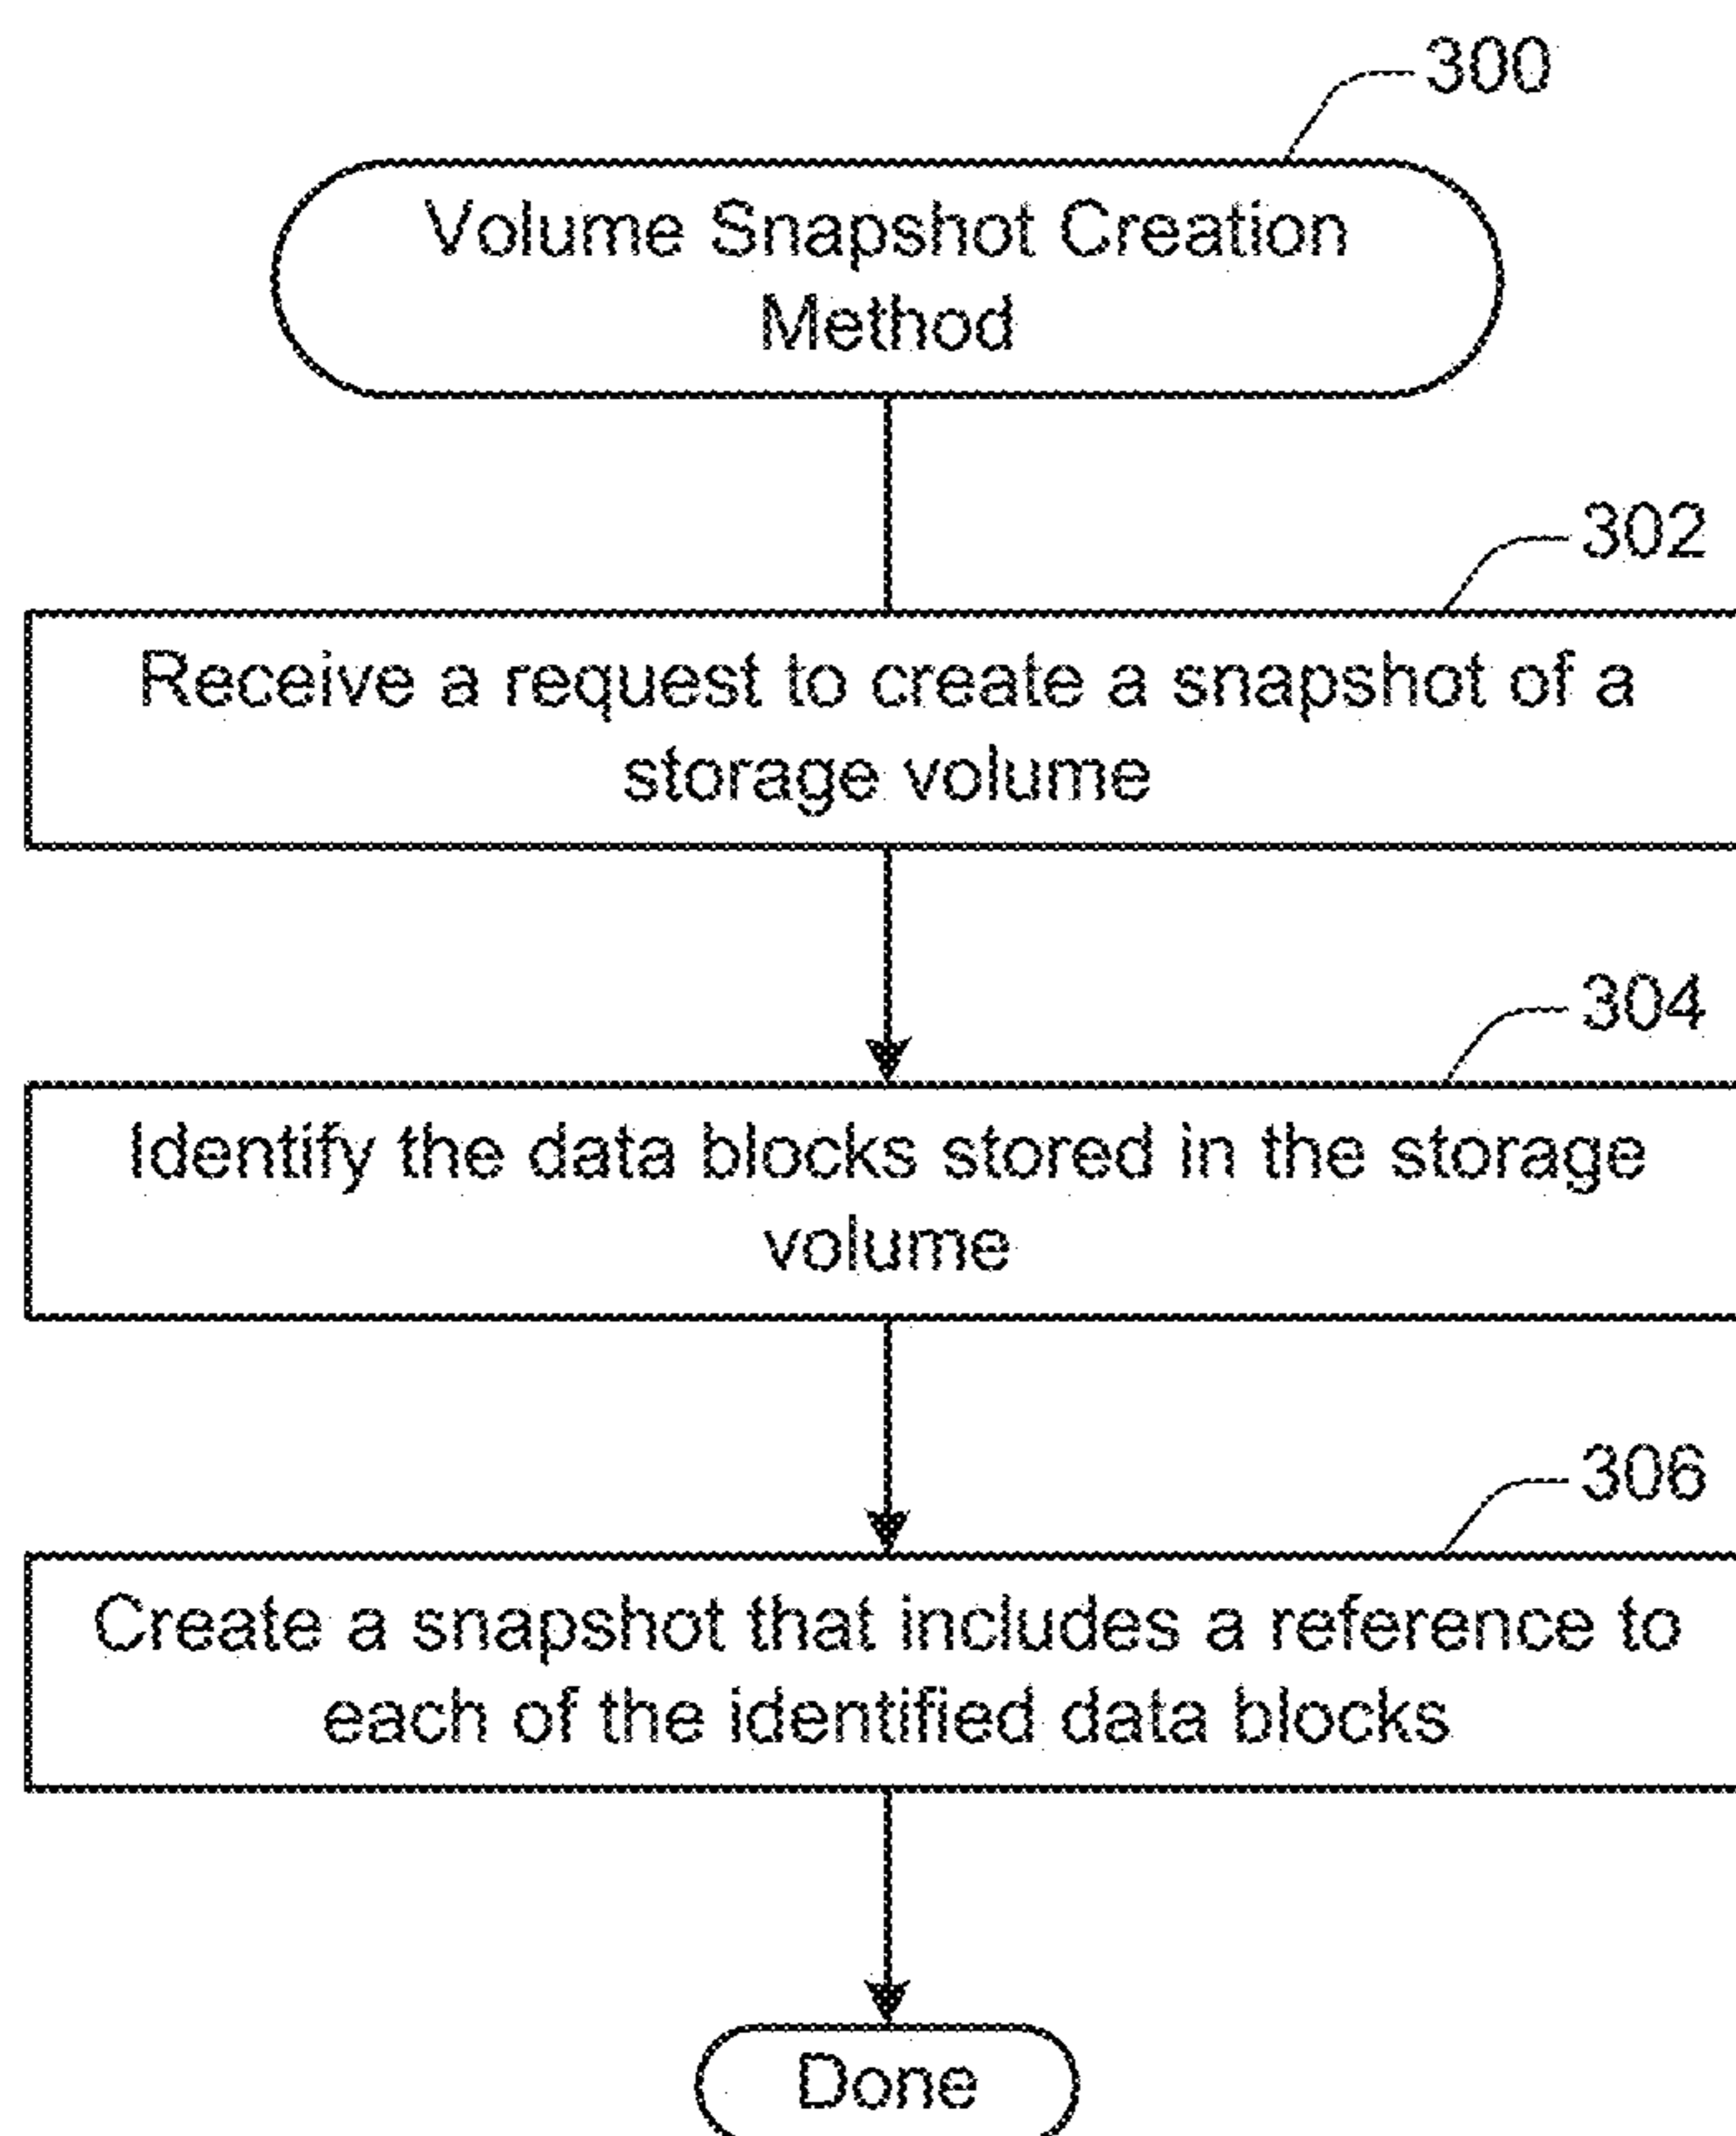 300
Volume Snapshot Creation
Method
302
Receive a request to create a snapshot of a
storage volume
304
Identify the data blocks stored in the storage
volume
306
Create a snapshot that includes a reference to
each of the identified data blocks
Done